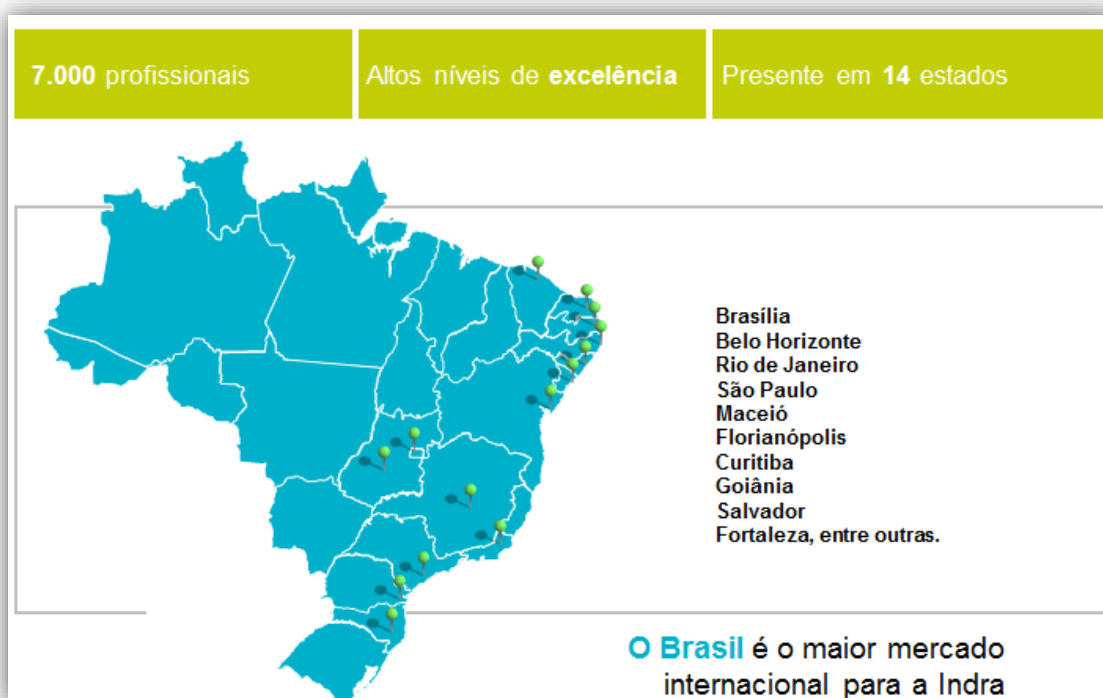 7.000 profissionais
Altos níveis de excelência
Presente em 14 estados
Brasília
Belo Horizonte
Rio de Janeiro
São Paulo
Maceió
Florianópolis
Curitiba
Goiânia
Salvador
Fortaleza, entre outras.
O Brasil é o maior mercado
internacional para a Indra